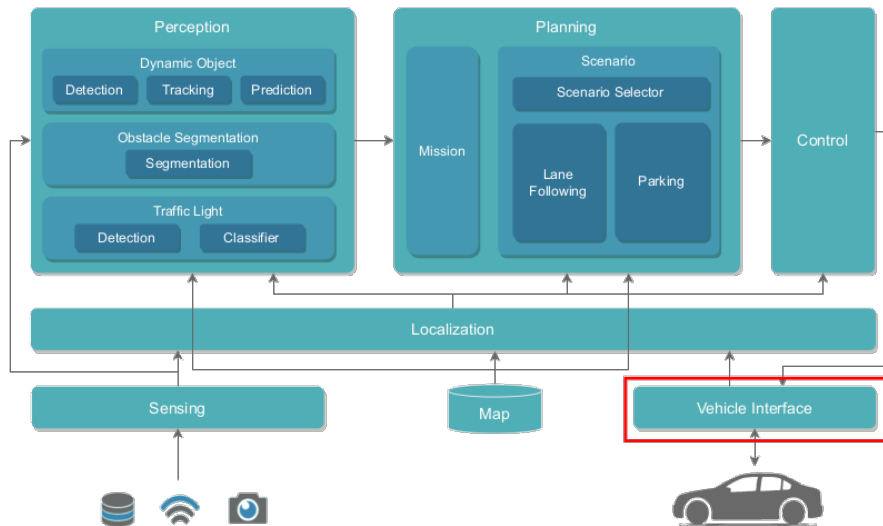 Perception
Dynamic Object
Detection
Tracking
Prediction
Obstacle Segmentation
Segmentation
Traffic Light
Detection
Classifier
Planning
Mission
Scenario
Scenario Selector
Lane
Following
Parking
Control
Localization
Sensing
Map
Vehicle Interface